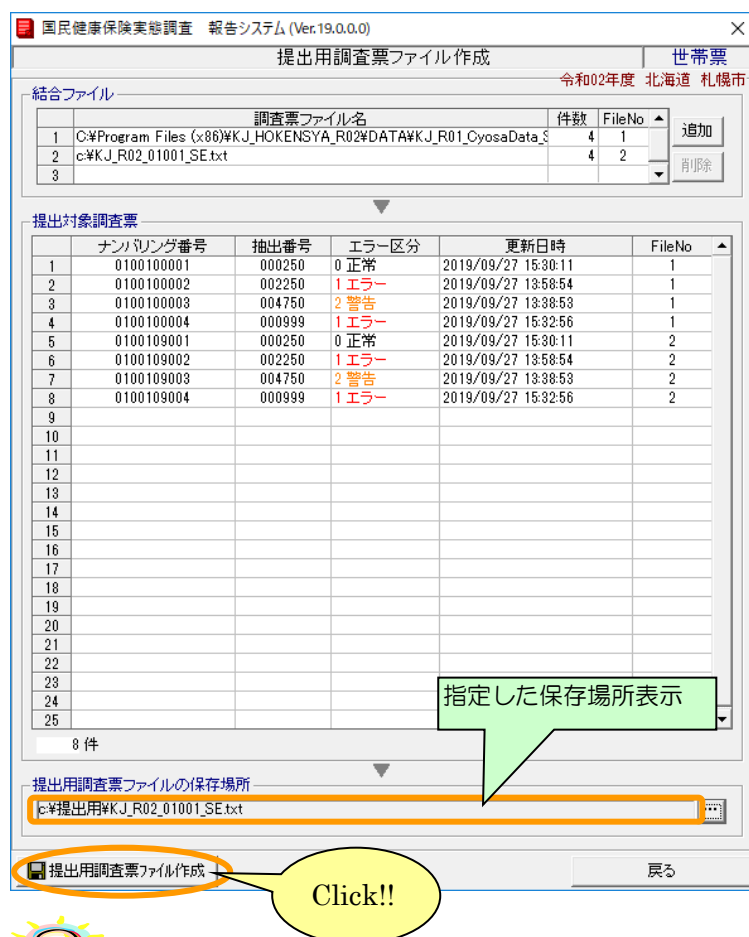 国民健康保険実態調査 報告システム (Ver.19.0.0.0)
提出用調査票ファイル作成 世帯票
令和02年度 北海道 札幌市
結合ファイル
調査票ファイル名 件数 FileNo
1 C:¥Program Files (x86)¥KJ_HOKENSYA_R02¥DATA¥KJ_R01_CyosaData_S 4 1
2 c:¥KJ_R02_01001_SE.txt 4 2
3
追加
削除
提出対象調査票
ナンバリング番号 抽出番号 エラー区分 更新日時 FileNo
1 0100100001 000250 0 正常 2019/09/27 15:30:11 1
2 0100100002 002250 1 エラー 2019/09/27 13:58:54 1
3 0100100003 004750 2 警告 2019/09/27 13:38:53 1
4 0100100004 000999 1 エラー 2019/09/27 15:32:56 1
5 0100109001 000250 0 正常 2019/09/27 15:30:11 2
6 0100109002 002250 1 エラー 2019/09/27 13:58:54 2
7 0100109003 004750 2 警告 2019/09/27 13:38:53 2
8 0100109004 000999 1 エラー 2019/09/27 15:32:56 2
9
10
11
12
13
14
15
16
17
18
19
20
21
22
23
24
25
指定した保存場所表示
8 件
提出用調査票ファイルの保存場所
c:¥提出用¥KJ_R02_01001_SE.txt
...
提出用調査票ファイル作成 戻る
Click!!